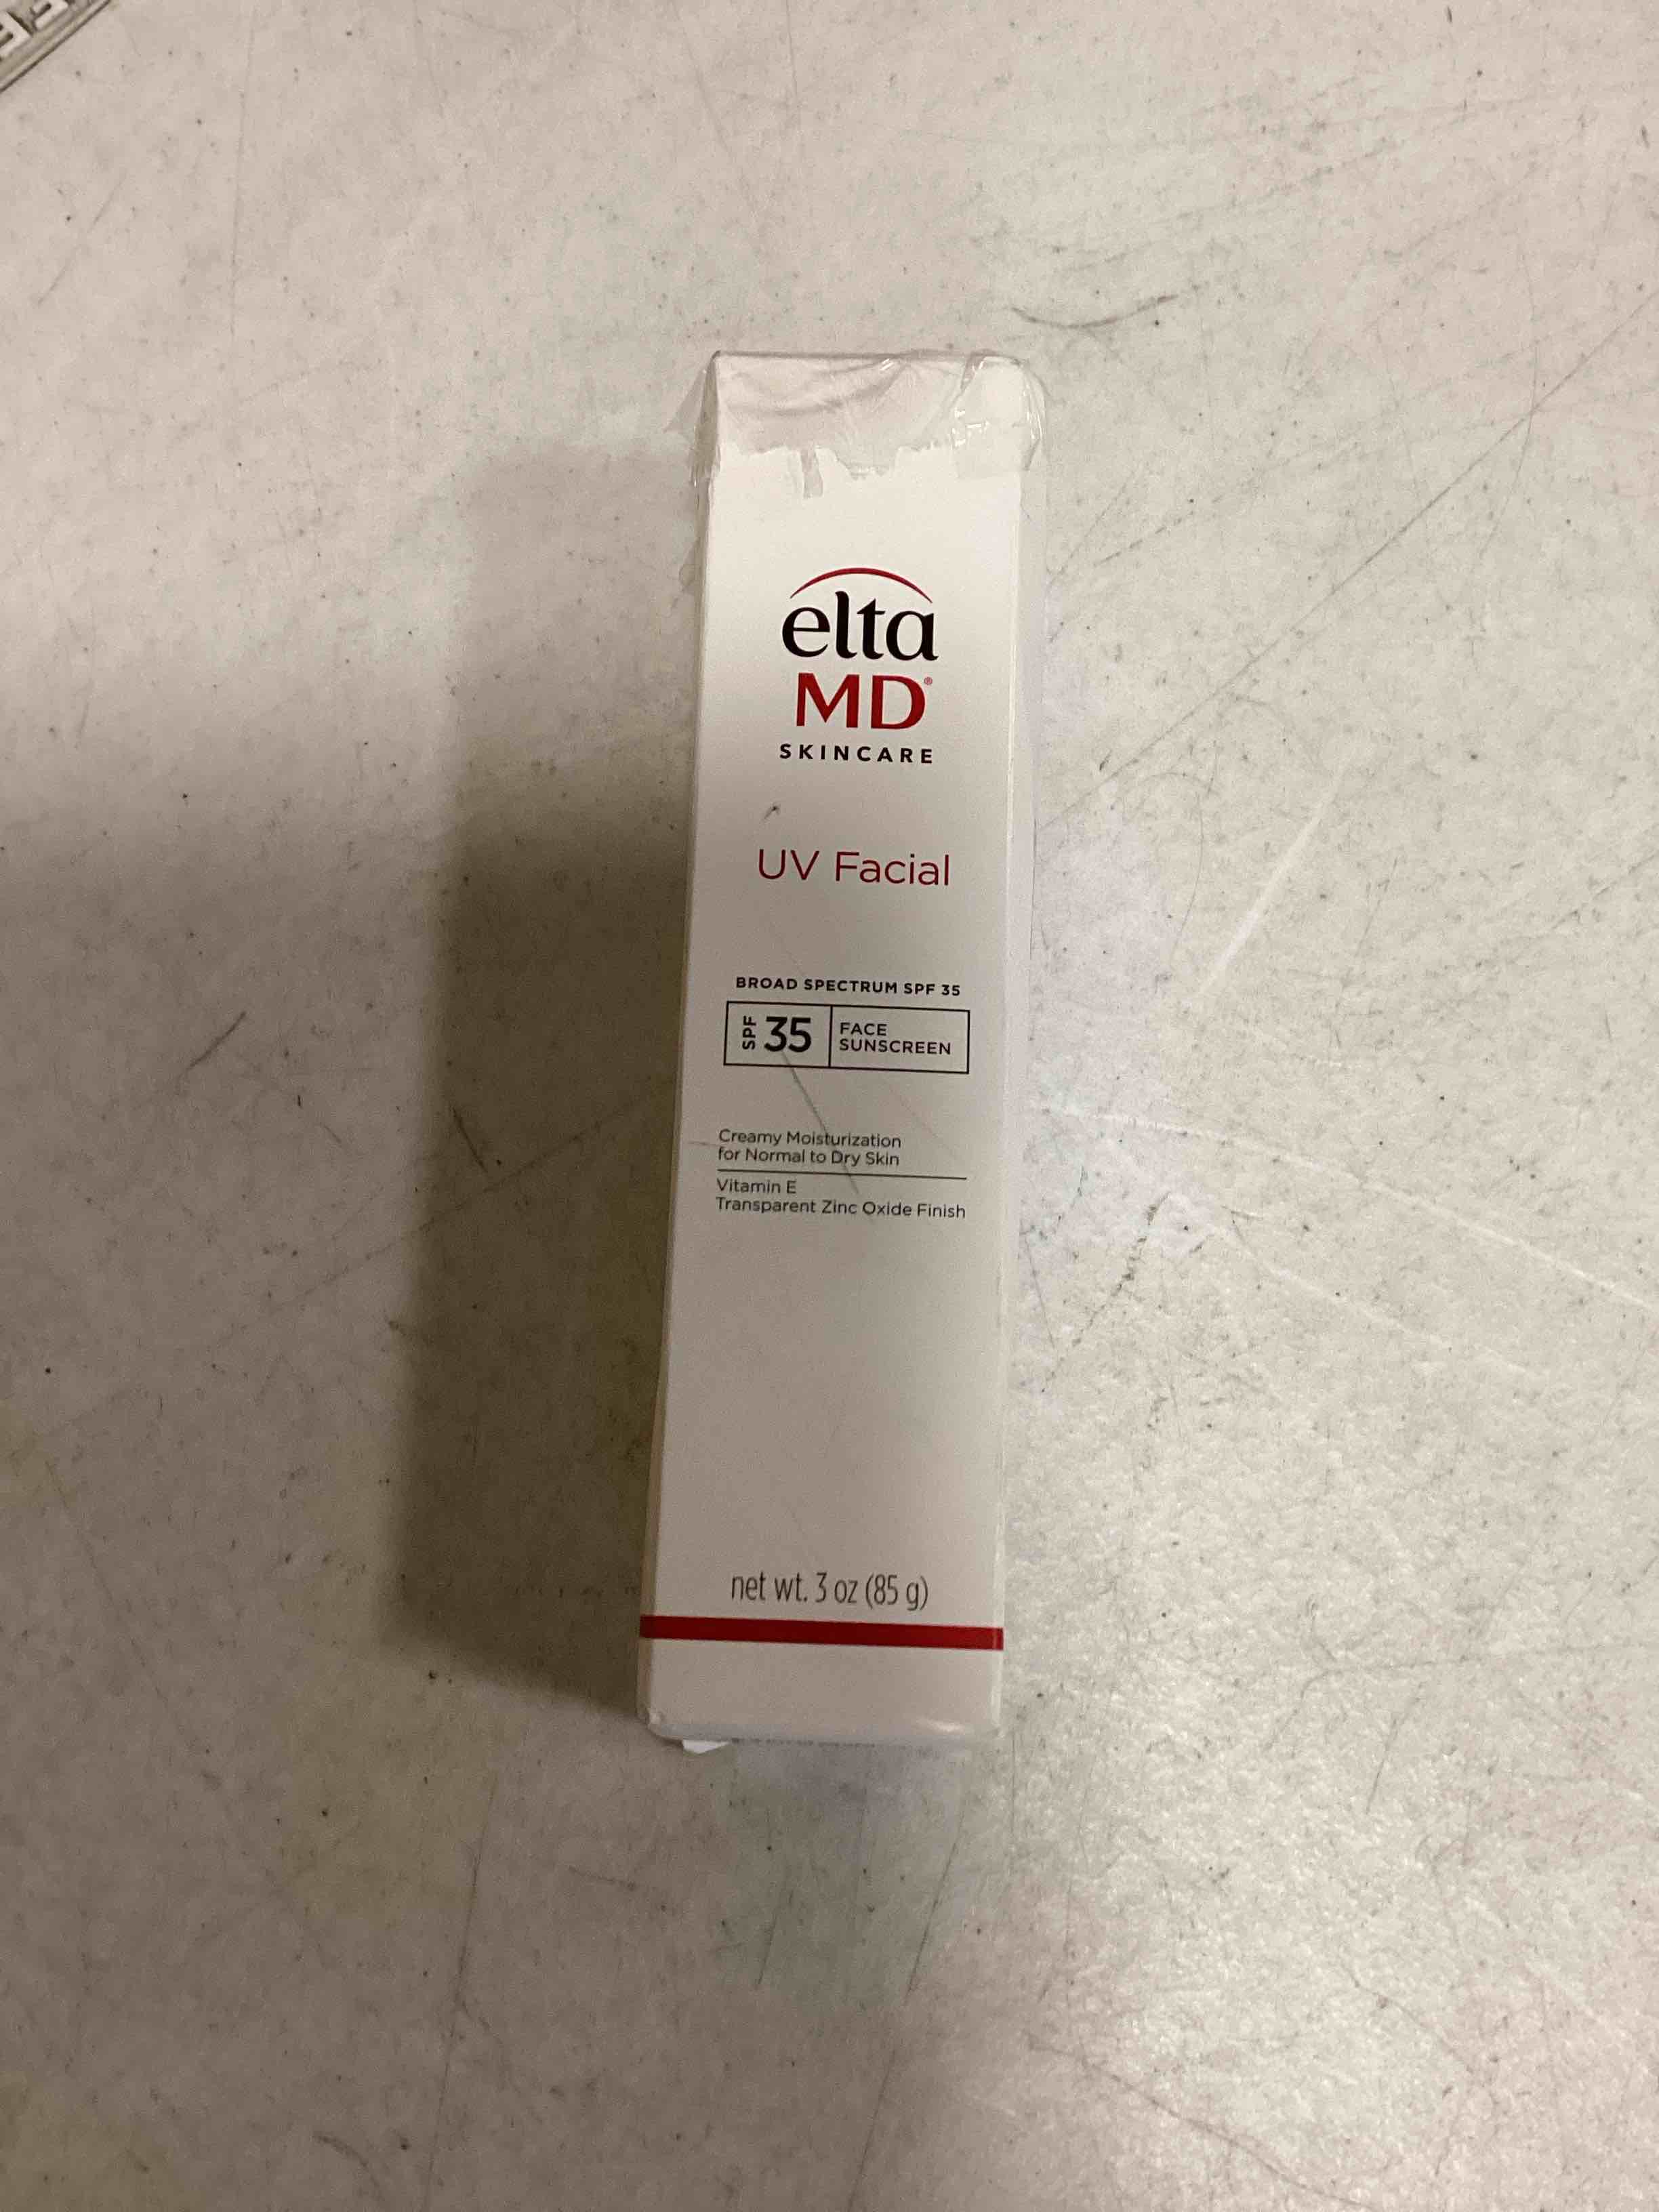 elta
MD®
SKINCARE
UV Facial
BROAD SPECTRUM SPF 35
SPF 35 FACE
SUNSCREEN
Creamy Moisturization
for Normal to Dry Skin
Vitamin E
Transparent Zinc Oxide Finish
net wt. 3 oz (85 g)